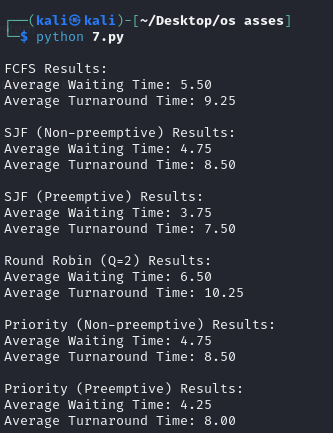 ┌──(kali㉿kali)-[~/Desktop/os asses]
└─$ python 7.py
FCFS Results:
Average Waiting Time: 5.50
Average Turnaround Time: 9.25
SJF (Non-preemptive) Results:
Average Waiting Time: 4.75
Average Turnaround Time: 8.50
SJF (Preemptive) Results:
Average Waiting Time: 3.75
Average Turnaround Time: 7.50
Round Robin (Q=2) Results:
Average Waiting Time: 6.50
Average Turnaround Time: 10.25
Priority (Non-preemptive) Results:
Average Waiting Time: 4.75
Average Turnaround Time: 8.50
Priority (Preemptive) Results:
Average Waiting Time: 4.25
Average Turnaround Time: 8.00